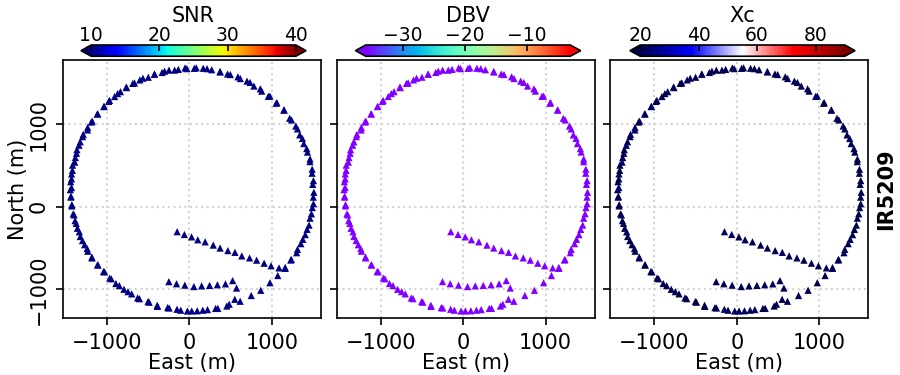 SNR DBV Xc
10 20 30 40 −30 −20 −10 20 40 60 80
North (m)
1000
0
−1000
−1000 0 1000 −1000 0 1000 −1000 0 1000
East (m) East (m) East (m)
IR5209